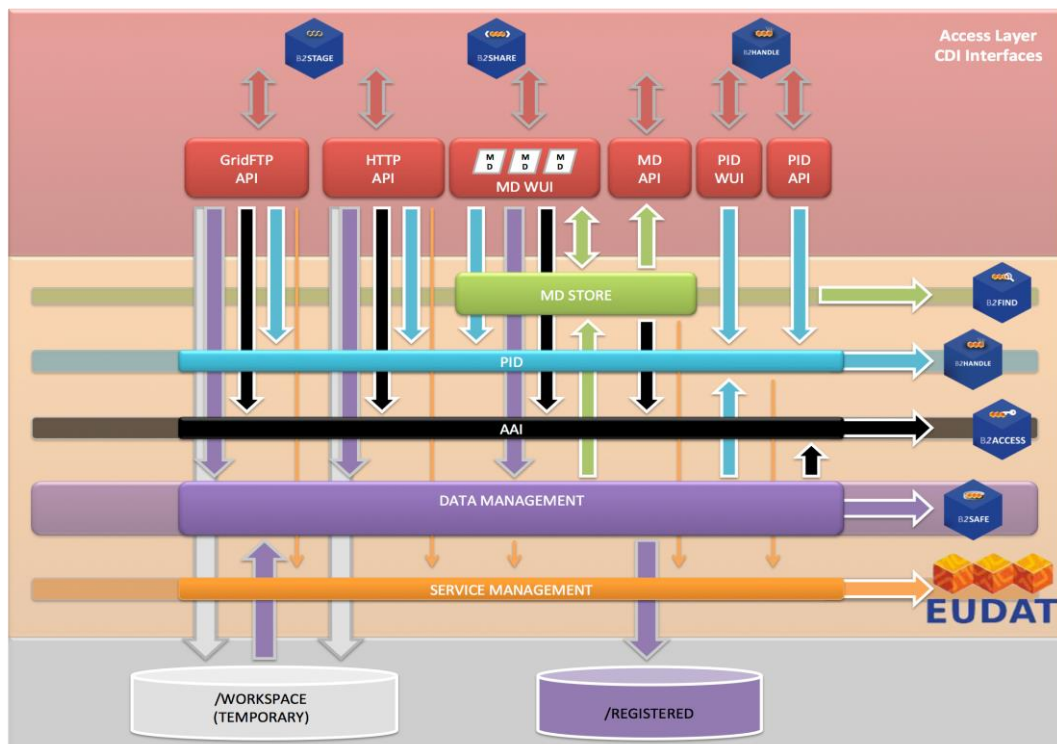 Access Layer
CDI Interfaces
B2STAGE
B2SHARE
B2HANDLE
GridFTP
API
HTTP
API
MD
MD
MD
MD WUI
MD
API
PID
WUI
PID
API
MD STORE
B2FIND
PID
B2HANDLE
AAI
B2ACCESS
DATA MANAGEMENT
B2SAFE
SERVICE MANAGEMENT
EUDAT
/WORKSPACE
(TEMPORARY)
/REGISTERED